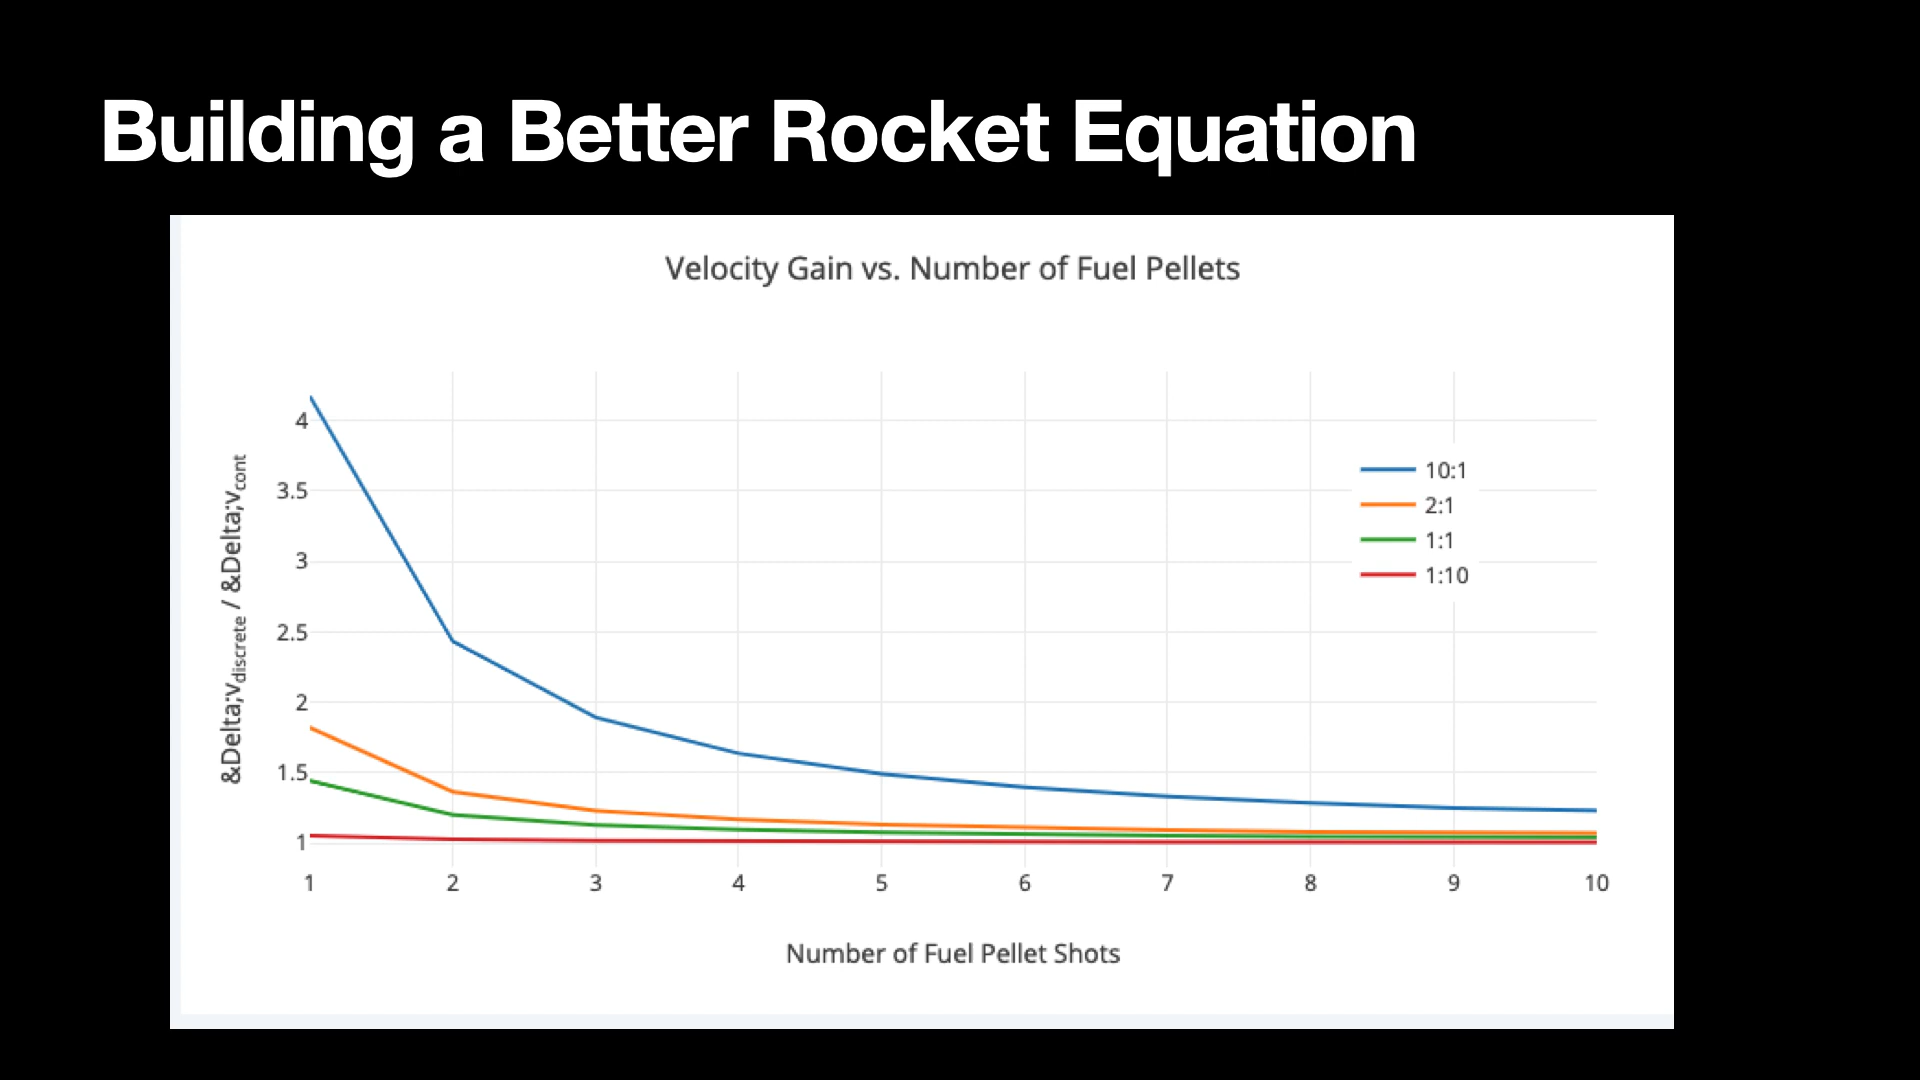 Building a Better Rocket Equation
Velocity Gain vs. Number of Fuel Pellets
&Delta;vdiscrete / &Delta;vcont
4
3.5
3
2.5
2
1.5
1
10:1
2:1
1:1
1:10
1 2 3 4 5 6 7 8 9 10
Number of Fuel Pellet Shots